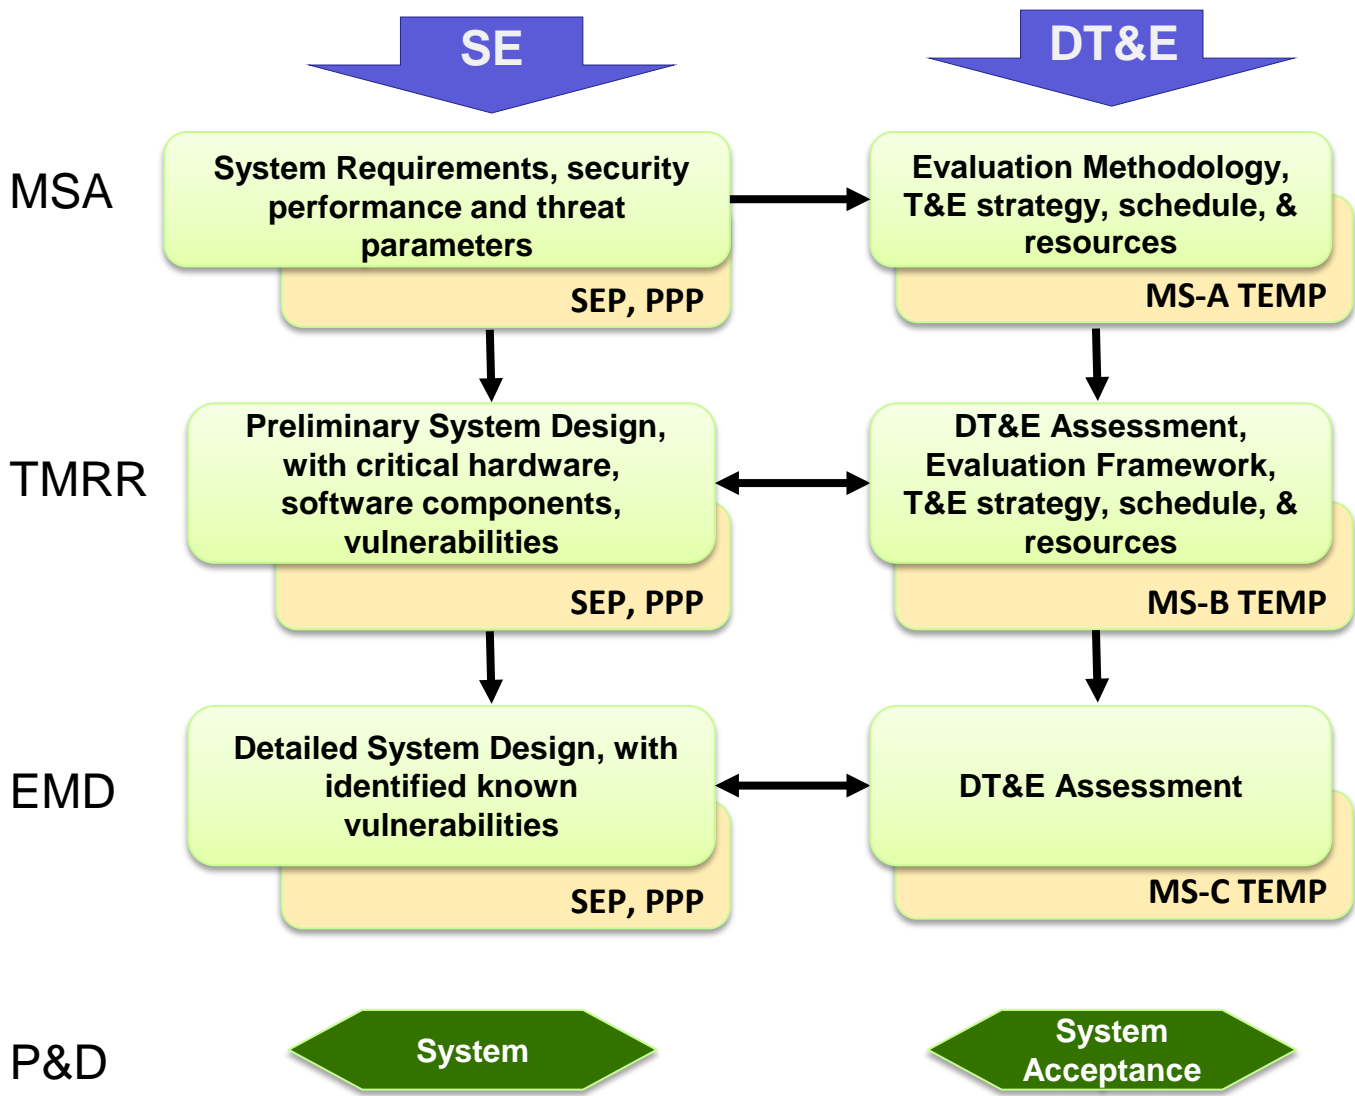 SE
DT&E
MSA
System Requirements, security
performance and threat
parameters
SEP, PPP
Evaluation Methodology,
T&E strategy, schedule, &
resources
MS-A TEMP
TMRR
Preliminary System Design,
with critical hardware,
software components,
vulnerabilities
SEP, PPP
DT&E Assessment,
Evaluation Framework,
T&E strategy, schedule, &
resources
MS-B TEMP
EMD
Detailed System Design, with
identified known
vulnerabilities
SEP, PPP
DT&E Assessment
MS-C TEMP
P&D
System
System
Acceptance